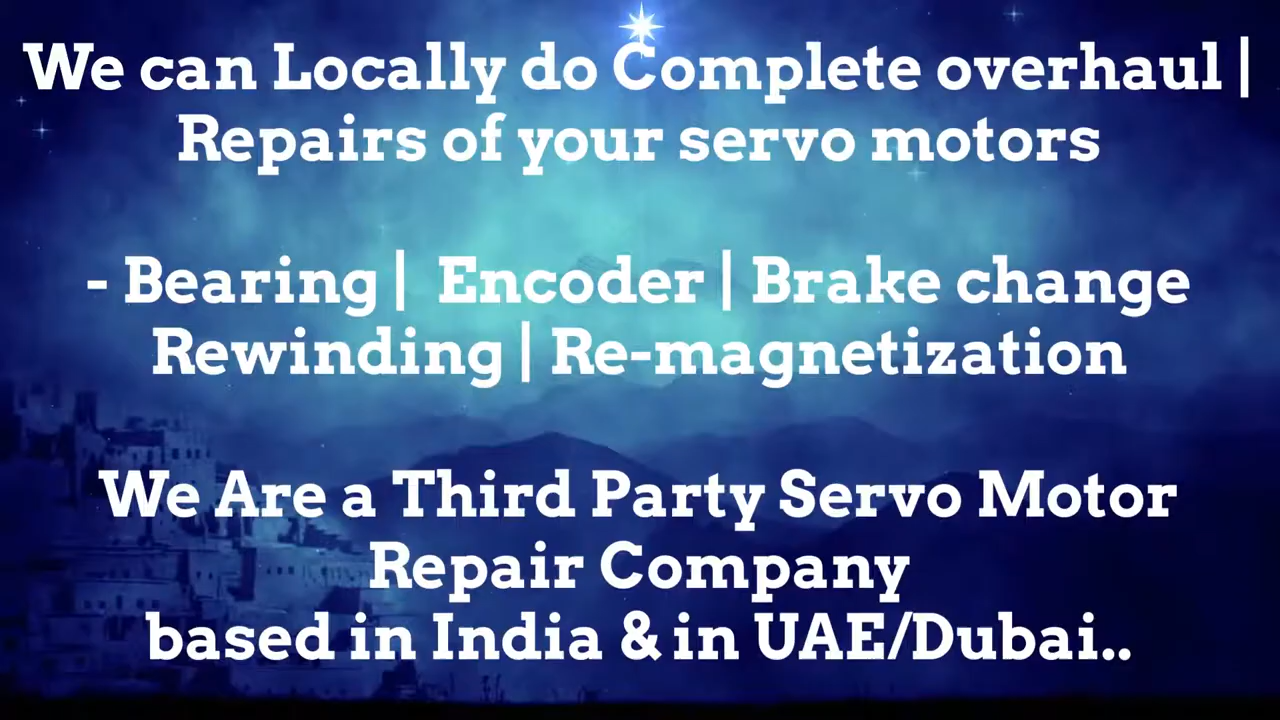 We can Locally do Complete overhaul |
Repairs of your servo motors
- Bearing | Encoder | Brake change
Rewinding | Re-magnetization
We Are a Third Party Servo Motor
Repair Company
based in India & in UAE/Dubai..